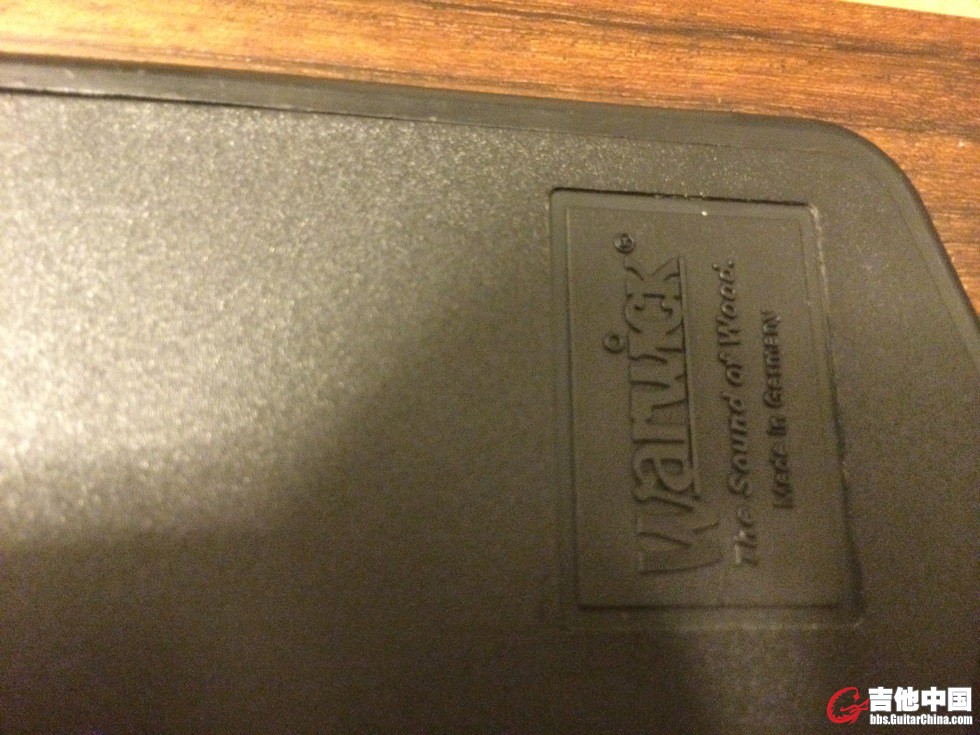 Warwick®
The Sound of Wood.
Made in Germany
吉他中国
bbs.GuitarChina.com